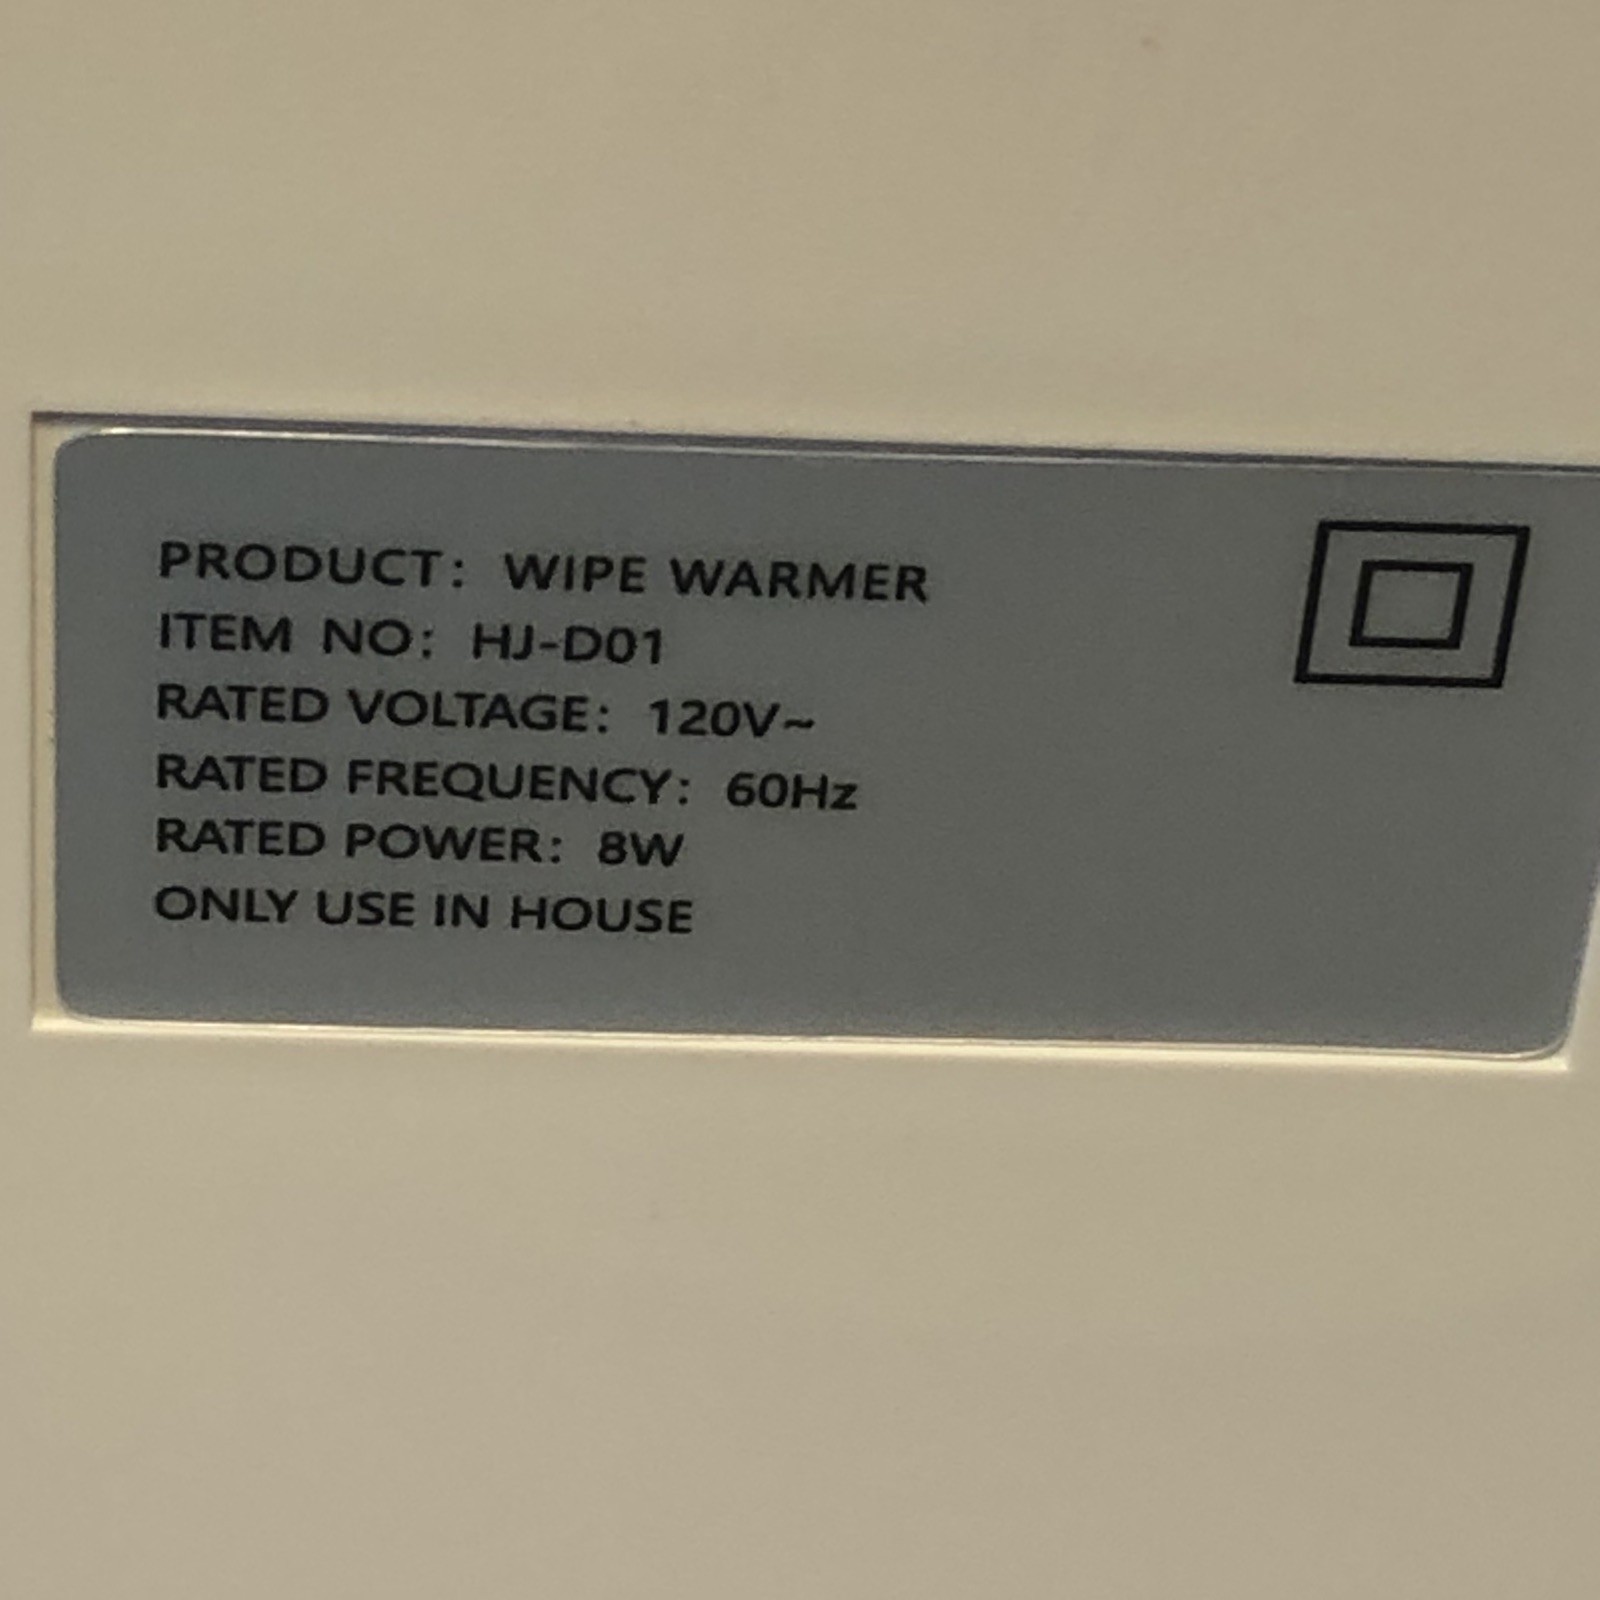 PRODUCT: WIPE WARMER
ITEM NO: HJ-D01
RATED VOLTAGE: 120V~
RATED FREQUENCY: 60Hz
RATED POWER: 8W
ONLY USE IN HOUSE